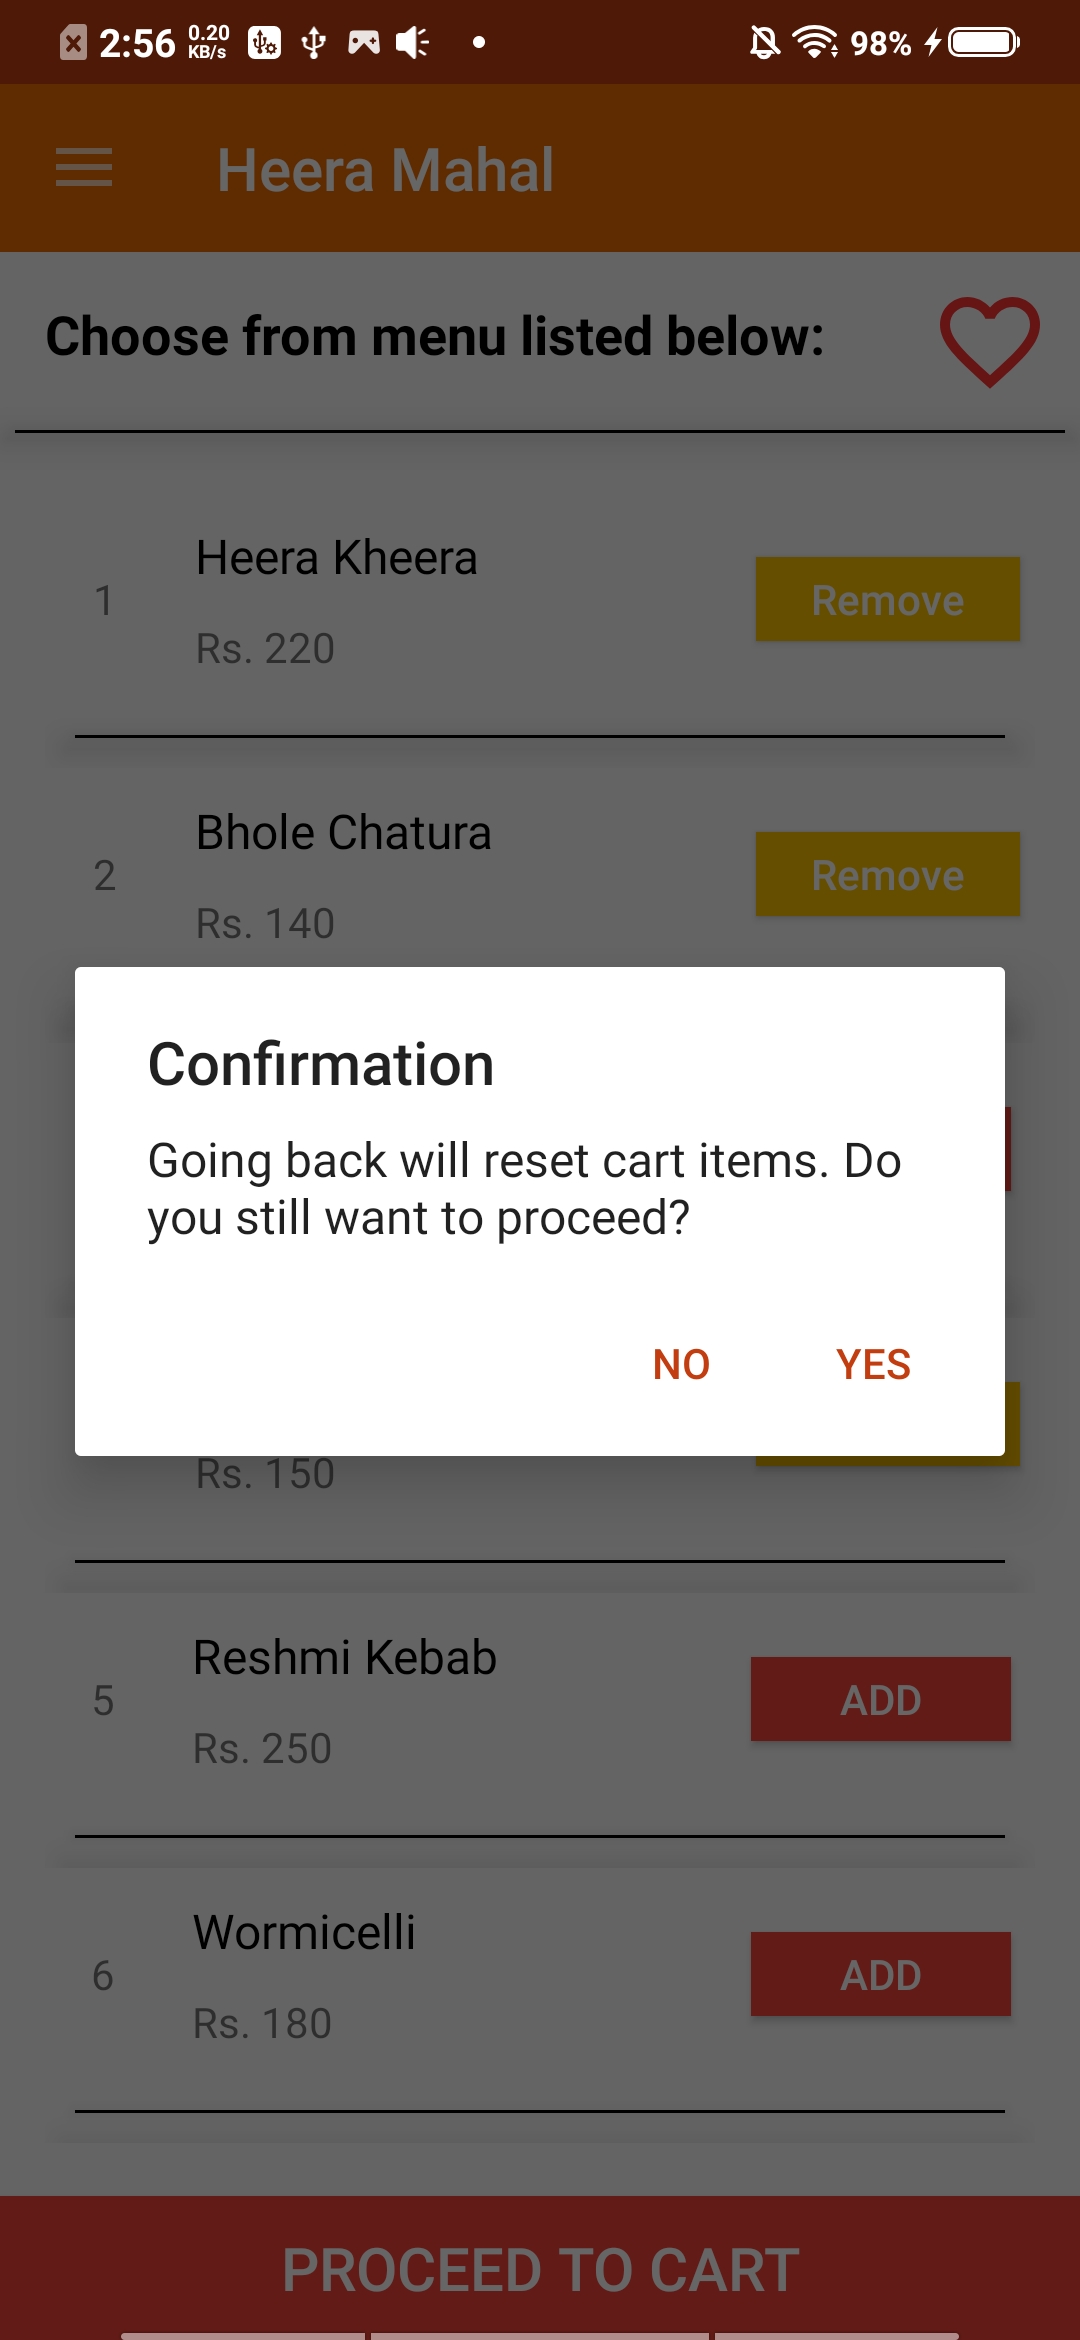 2:56 0.20 KB/s 98%
Heera Mahal
Choose from menu listed below:
Heera Kheera
1 Remove
Rs. 220
Bhole Chatura
2 Remove
Rs. 140
Confirmation
Going back will reset cart items. Do
you still want to proceed?
NO YES
Rs. 150
Reshmi Kebab
5 ADD
Rs. 250
Wormicelli
6 ADD
Rs. 180
PROCEED TO CART